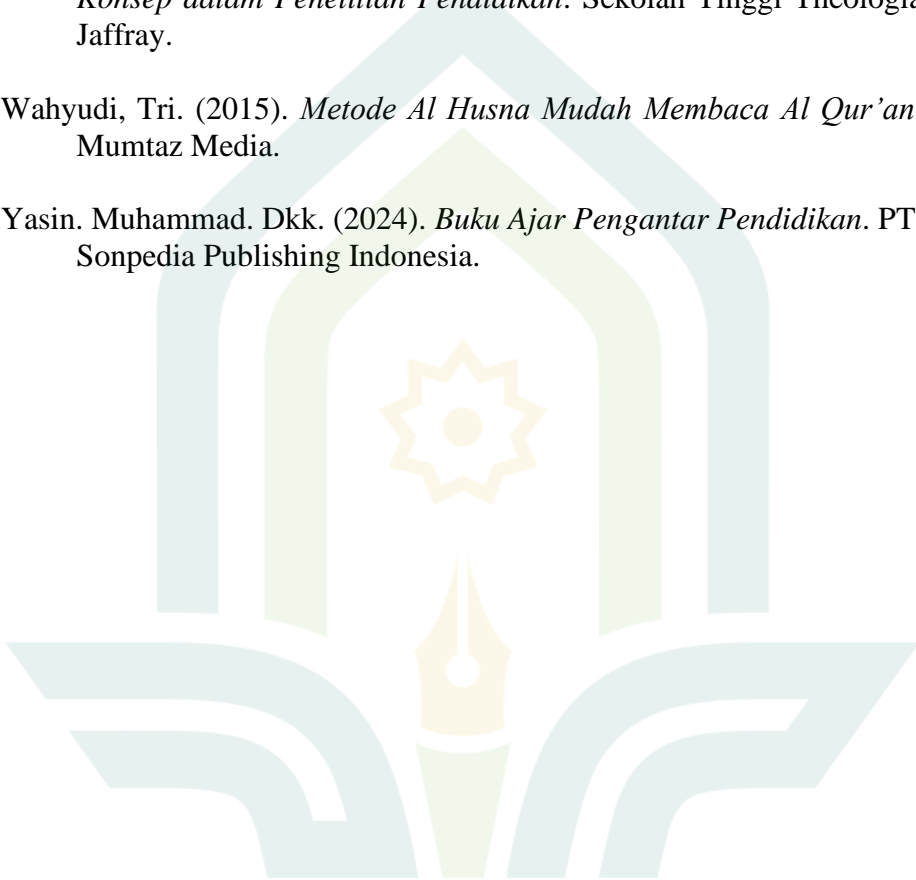 Konsep dalam Penelitian Pendidikan. Sekolah Tinggi Theologia
Jaffray.
Wahyudi, Tri. (2015). Metode Al Husna Mudah Membaca Al Qur’an
Mumtaz Media.
Yasin. Muhammad. Dkk. (2024). Buku Ajar Pengantar Pendidikan. PT
Sonpedia Publishing Indonesia.